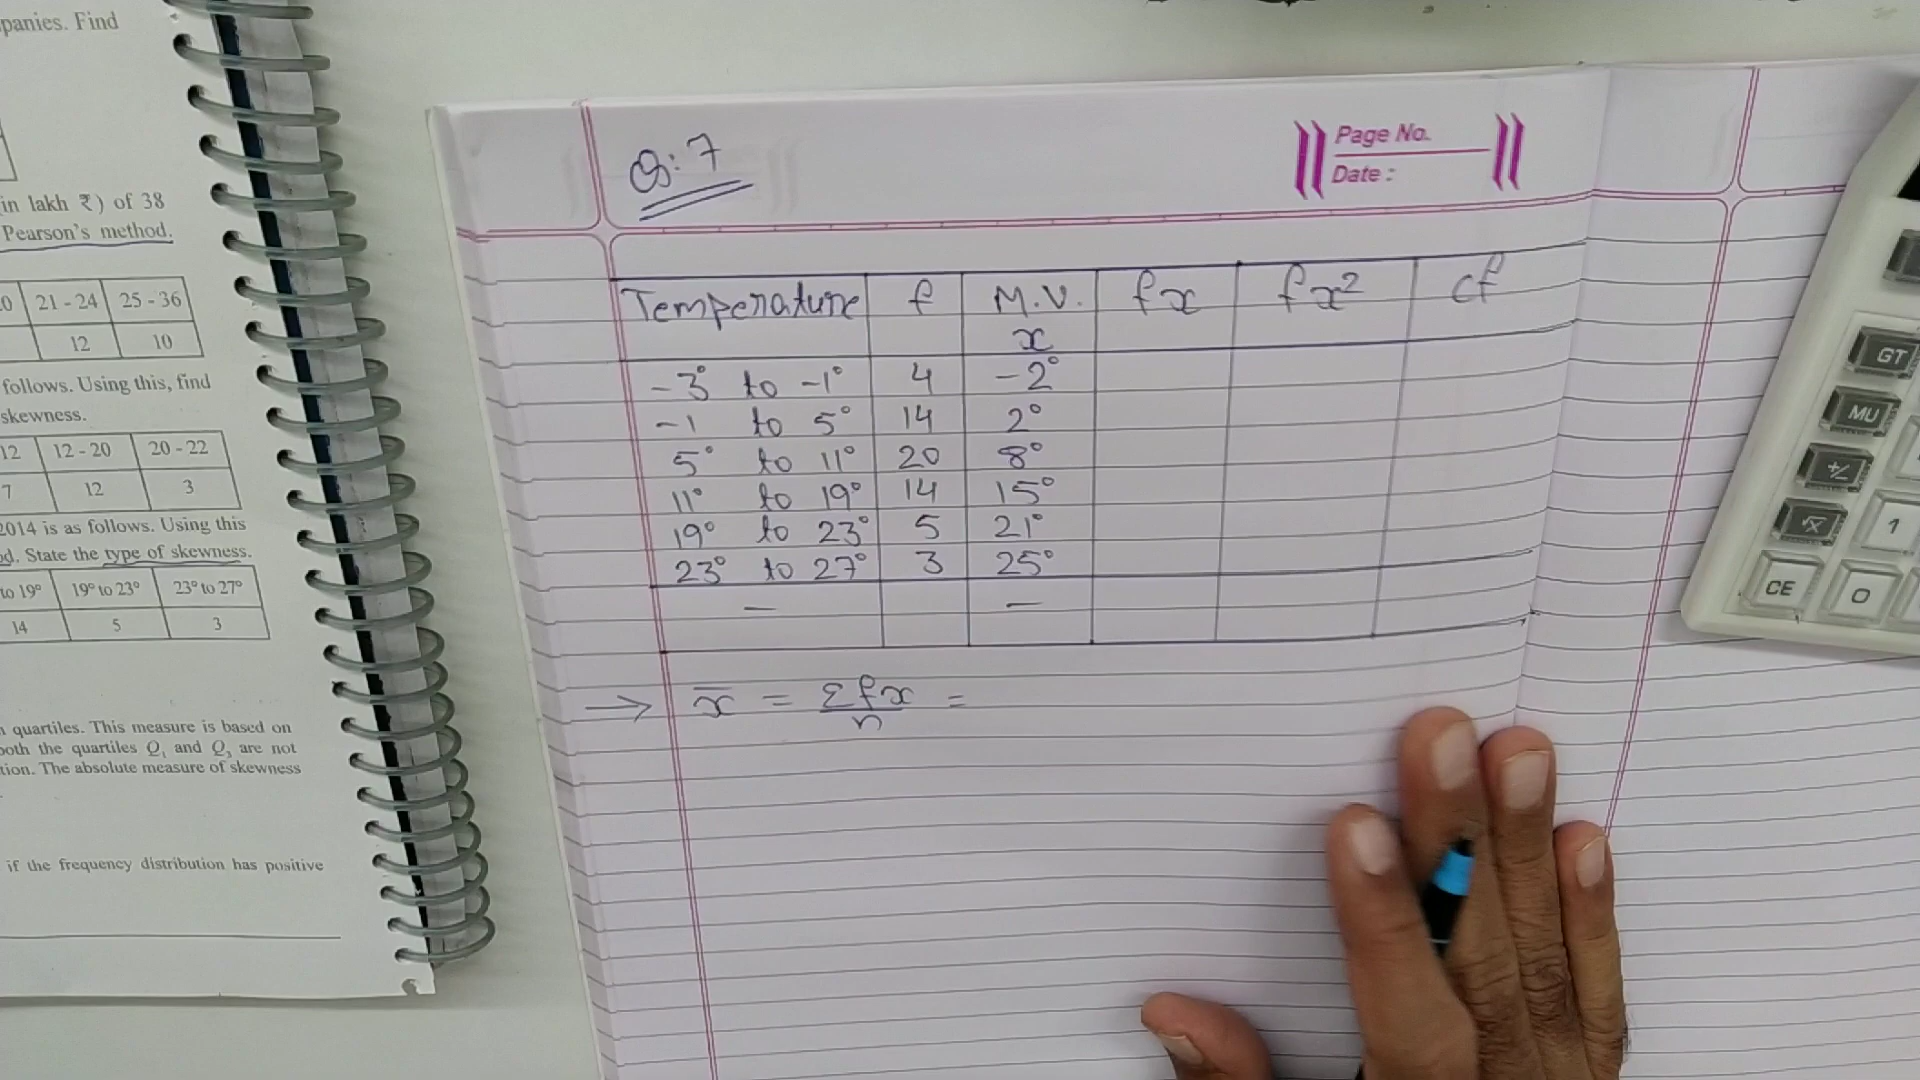 panies. Find
in lakh ₹) of 38
Pearson's method.
0 21 - 24 25 - 36
12 10
follows. Using this, find
skewness.
12 12 - 20 20 - 22
7 12 3
2014 is as follows. Using this
d. State the type of skewness.
to 19° 19° to 23° 23° to 27°
14 5 3
quartiles. This measure is based on
both the quartiles Q₁ and Q₃ are not
tion. The absolute measure of skewness
if the frequency distribution has positive
Q:7
Page No.
Date :
Temperature f M.V. fx fx² cf
x
-3° to -1° 4 -2°
-1 to 5° 14 2°
5° to 11° 20 8°
11° to 19° 14 15°
19° to 23° 5 21°
23° to 27° 3 25°
— —
→ x̄ = Σfx/n =
GT
MU
+/-
√x
1
CE 0